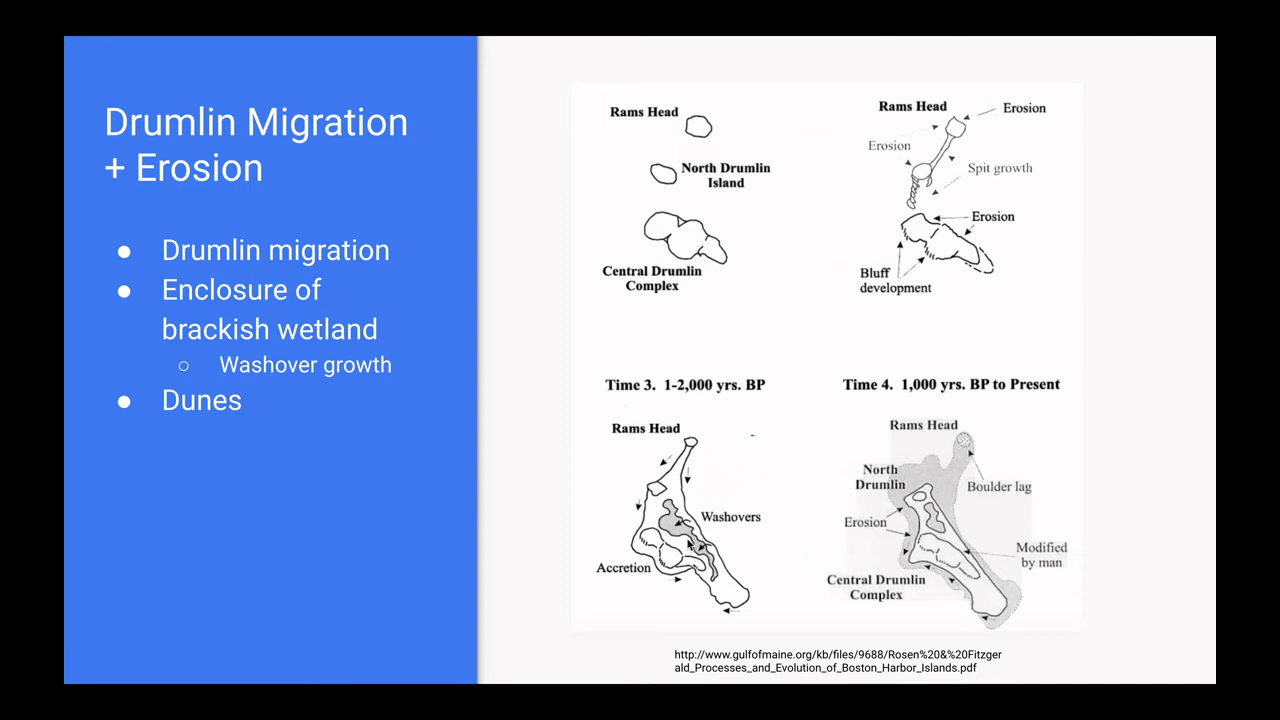 Drumlin Migration
+ Erosion
● Drumlin migration
● Enclosure of
brackish wetland
○ Washover growth
● Dunes
Rams Head
North Drumlin
Island
Central Drumlin
Complex
Rams Head
Erosion
Erosion
Spit growth
Erosion
Bluff
development
Time 3. 1-2,000 yrs. BP
Rams Head
Washovers
Accretion
Time 4. 1,000 yrs. BP to Present
Rams Head
North
Drumlin
Boulder lag
Erosion
Modified
by man
Central Drumlin
Complex
http://www.gulfofmaine.org/kb/files/9688/Rosen%20&%20Fitzger
ald_Processes_and_Evolution_of_Boston_Harbor_Islands.pdf